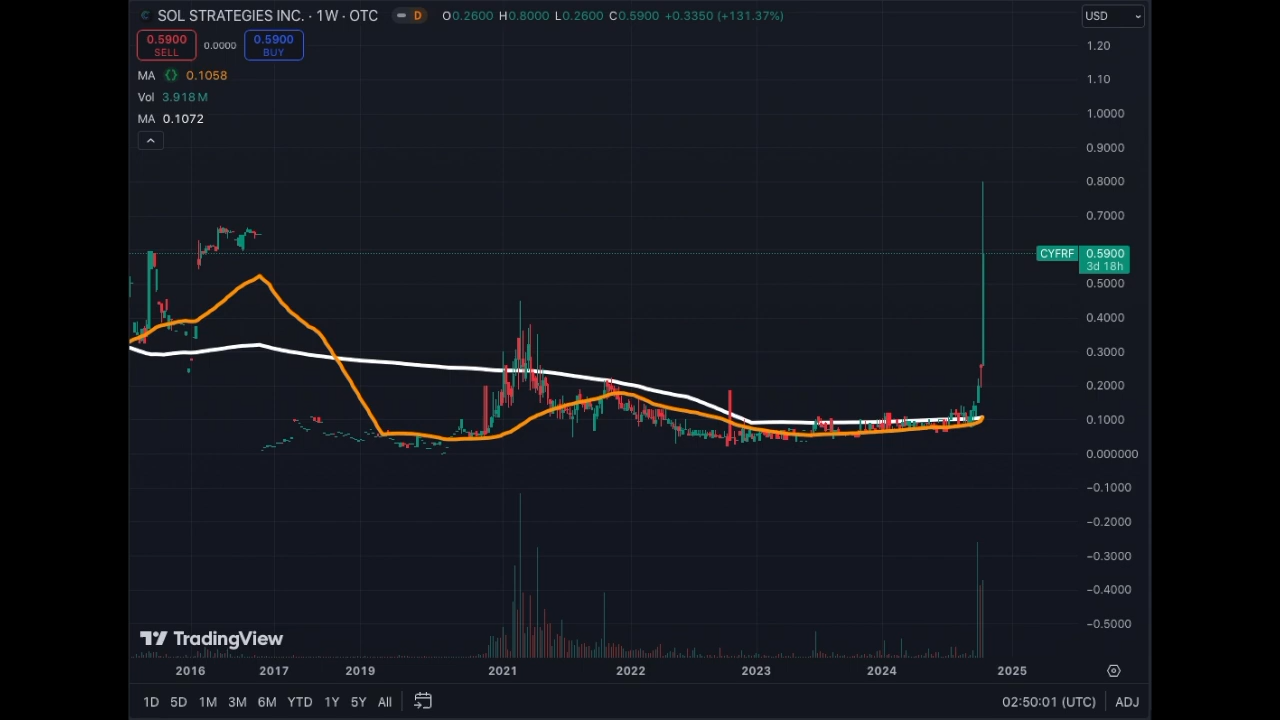 SOL STRATEGIES INC. · 1W · OTC D O0.2600 H0.8000 L0.2600 C0.5900 +0.3350 (+131.37%)
USD
0.5900 SELL 0.0000 0.5900 BUY
MA 0.1058
Vol 3.918 M
MA 0.1072
1.20
1.10
1.0000
0.9000
0.8000
0.7000
CYFRF 0.5900
3d 18h
0.5000
0.4000
0.3000
0.2000
0.1000
0.000000
−0.1000
−0.2000
−0.3000
−0.4000
−0.5000
TradingView
2016 2017 2019 2021 2022 2023 2024 2025
1D 5D 1M 3M 6M YTD 1Y 5Y All 02:50:01 (UTC) ADJ